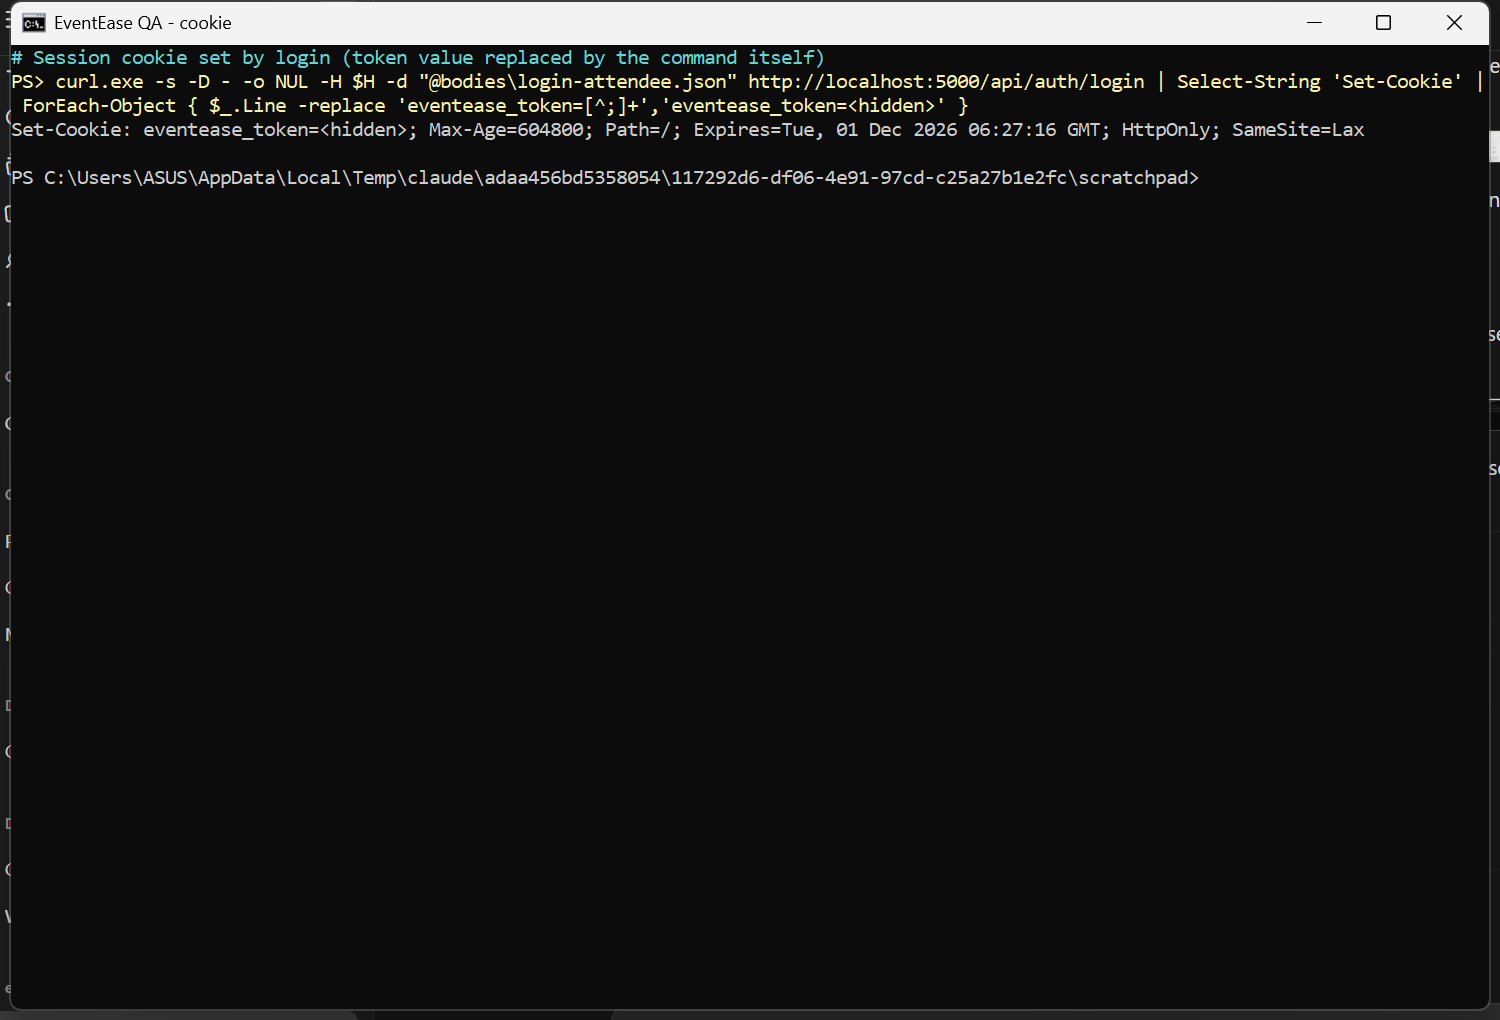 EventEase QA - cookie
# Session cookie set by login (token value replaced by the command itself)
PS> curl.exe -s -D - -o NUL -H $H -d "@bodies\login-attendee.json" http://localhost:5000/api/auth/login | Select-String 'Set-Cookie' |
ForEach-Object { $_.Line -replace 'eventease_token=[^;]+','eventease_token=<hidden>' }
Set-Cookie: eventease_token=<hidden>; Max-Age=604800; Path=/; Expires=Tue, 01 Dec 2026 06:27:16 GMT; HttpOnly; SameSite=Lax
PS C:\Users\ASUS\AppData\Local\Temp\claude\adaa456bd5358054\117292d6-df06-4e91-97cd-c25a27b1e2fc\scratchpad>